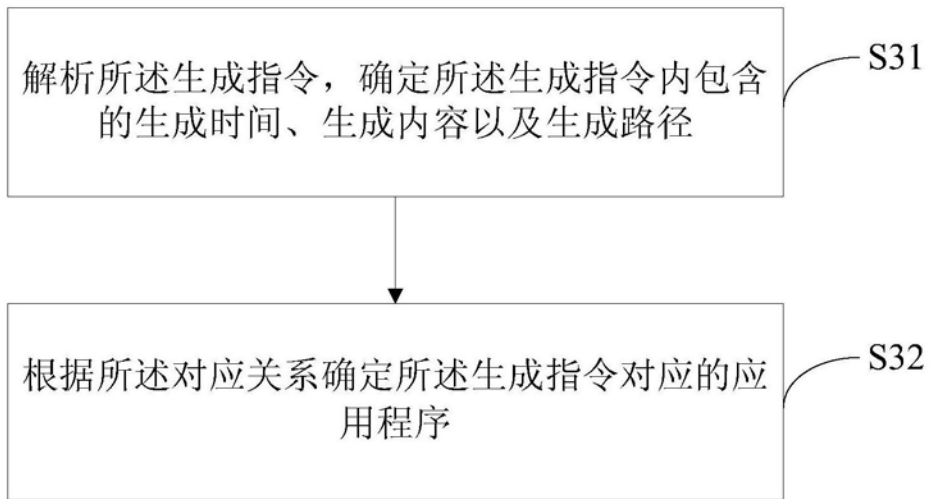 解析所述生成指令，确定所述生成指令内包含
的生成时间、生成内容以及生成路径
S31
根据所述对应关系确定所述生成指令对应的应
用程序
S32